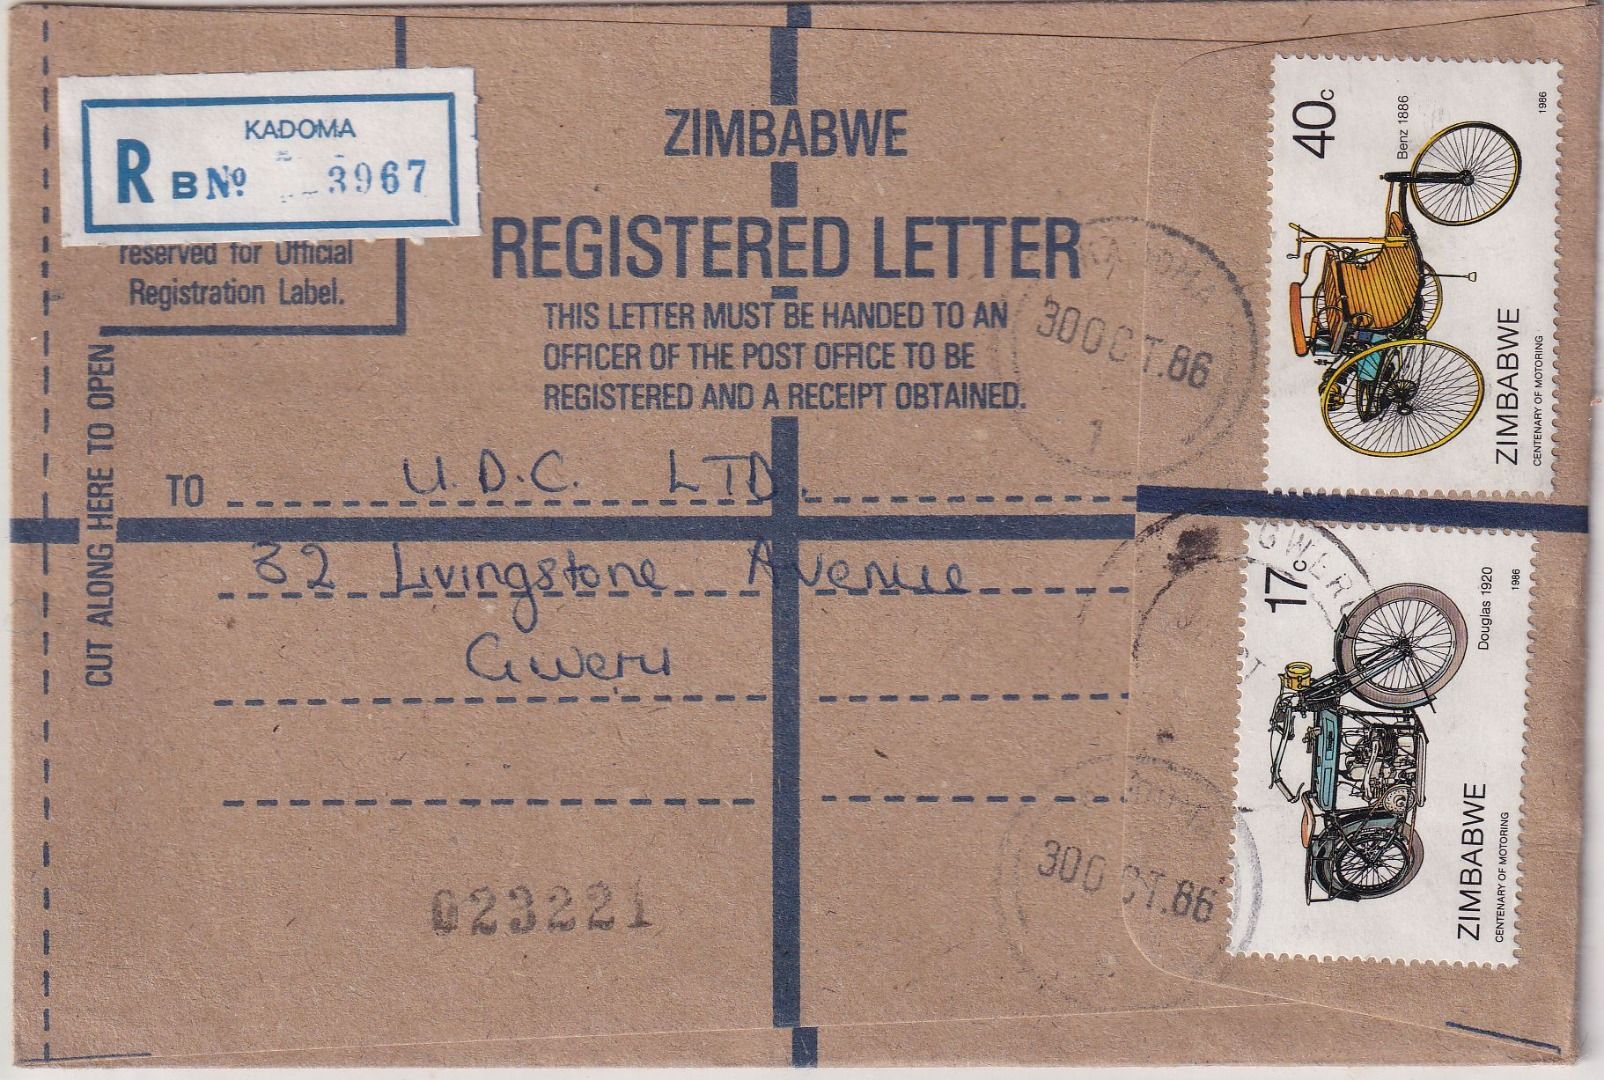 KADOMA
R B No. 3967
reserved for Official
Registration Label.
CUT ALONG HERE TO OPEN
ZIMBABWE
REGISTERED LETTER
THIS LETTER MUST BE HANDED TO AN
OFFICER OF THE POST OFFICE TO BE
REGISTERED AND A RECEIPT OBTAINED.
TO U.D.C. LTD.
32 Livingstone Avenue
Gweru
023221
KADOMA
30 OCT.86
1
GWERU
30 OCT.86
40c
Benz 1886
1986
ZIMBABWE
CENTENARY OF MOTORING
17c
Douglas 1920
1986
ZIMBABWE
CENTENARY OF MOTORING